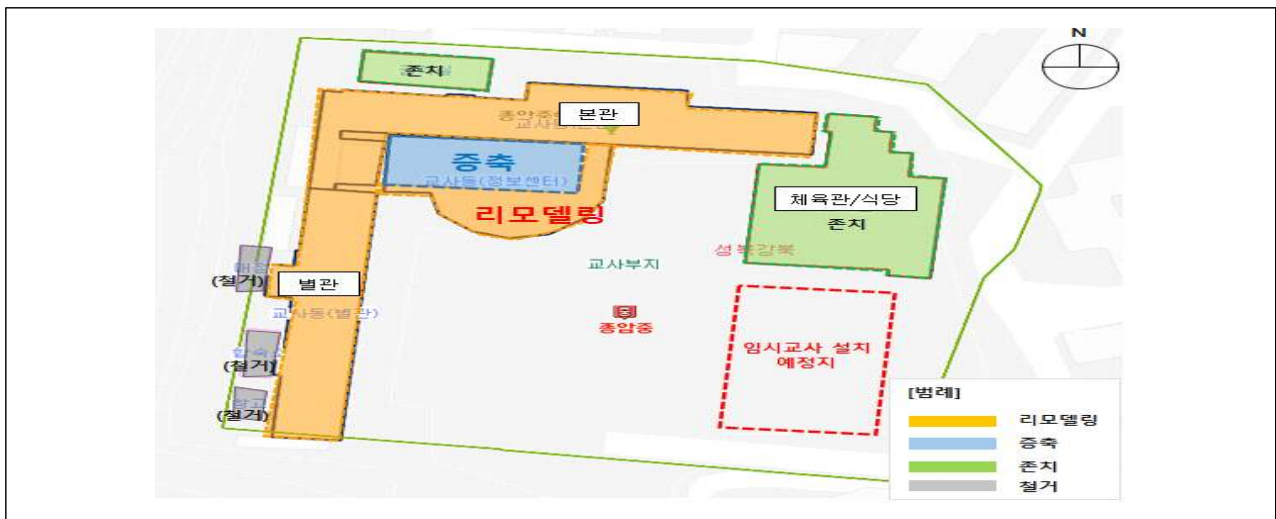 N
존치
본관
증축
교사동(정보센터)
리모델링
체육관/식당
존치
성북강북
교사부지
(철거)
별관
교사동(별관)
종암중
(철거)
(철거)
임시교사 설치
예정지
[범례]
리모델링
증축
존치
철거